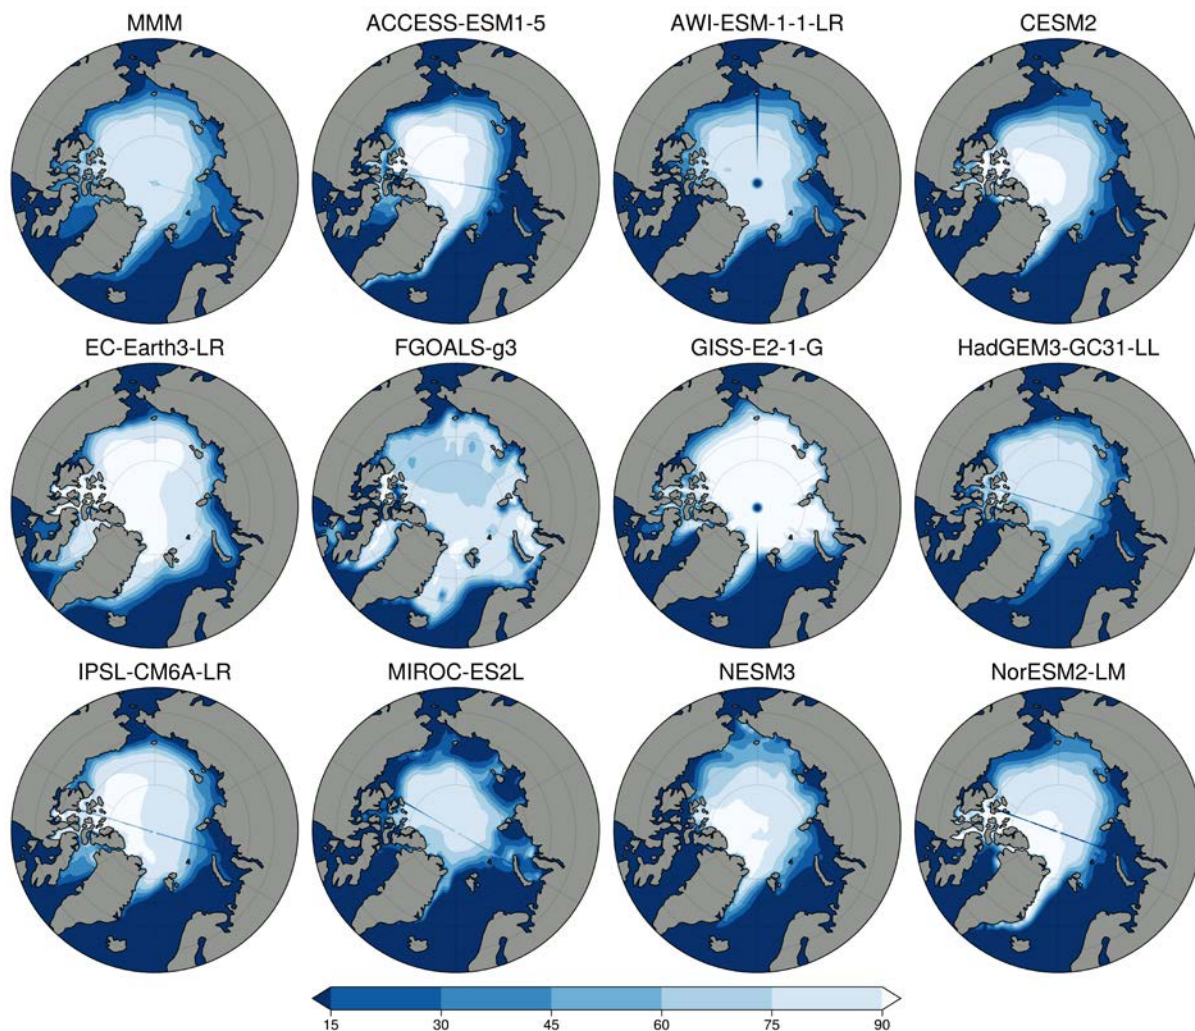 MMM ACCESS-ESM1-5 AWI-ESM-1-1-LR CESM2
EC-Earth3-LR FGOALS-g3 GISS-E2-1-G HadGEM3-GC31-LL
IPSL-CM6A-LR MIROC-ES2L NESM3 NorESM2-LM
15 30 45 60 75 90